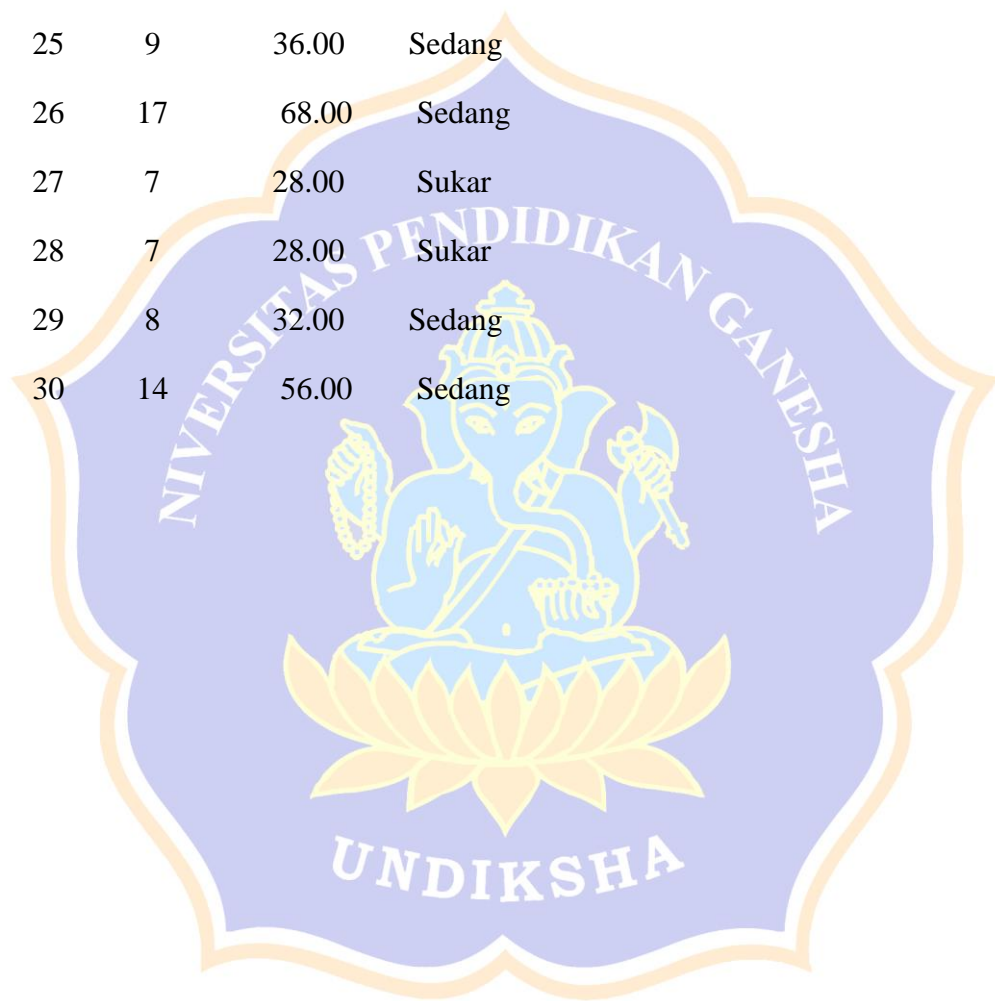 25 9 36.00 Sedang
26 17 68.00 Sedang
27 7 28.00 Sukar
28 7 28.00 Sukar
29 8 32.00 Sedang
30 14 56.00 Sedang
NIVERSITAS PENDIDIKAN GANESHA
UNDIKSHA